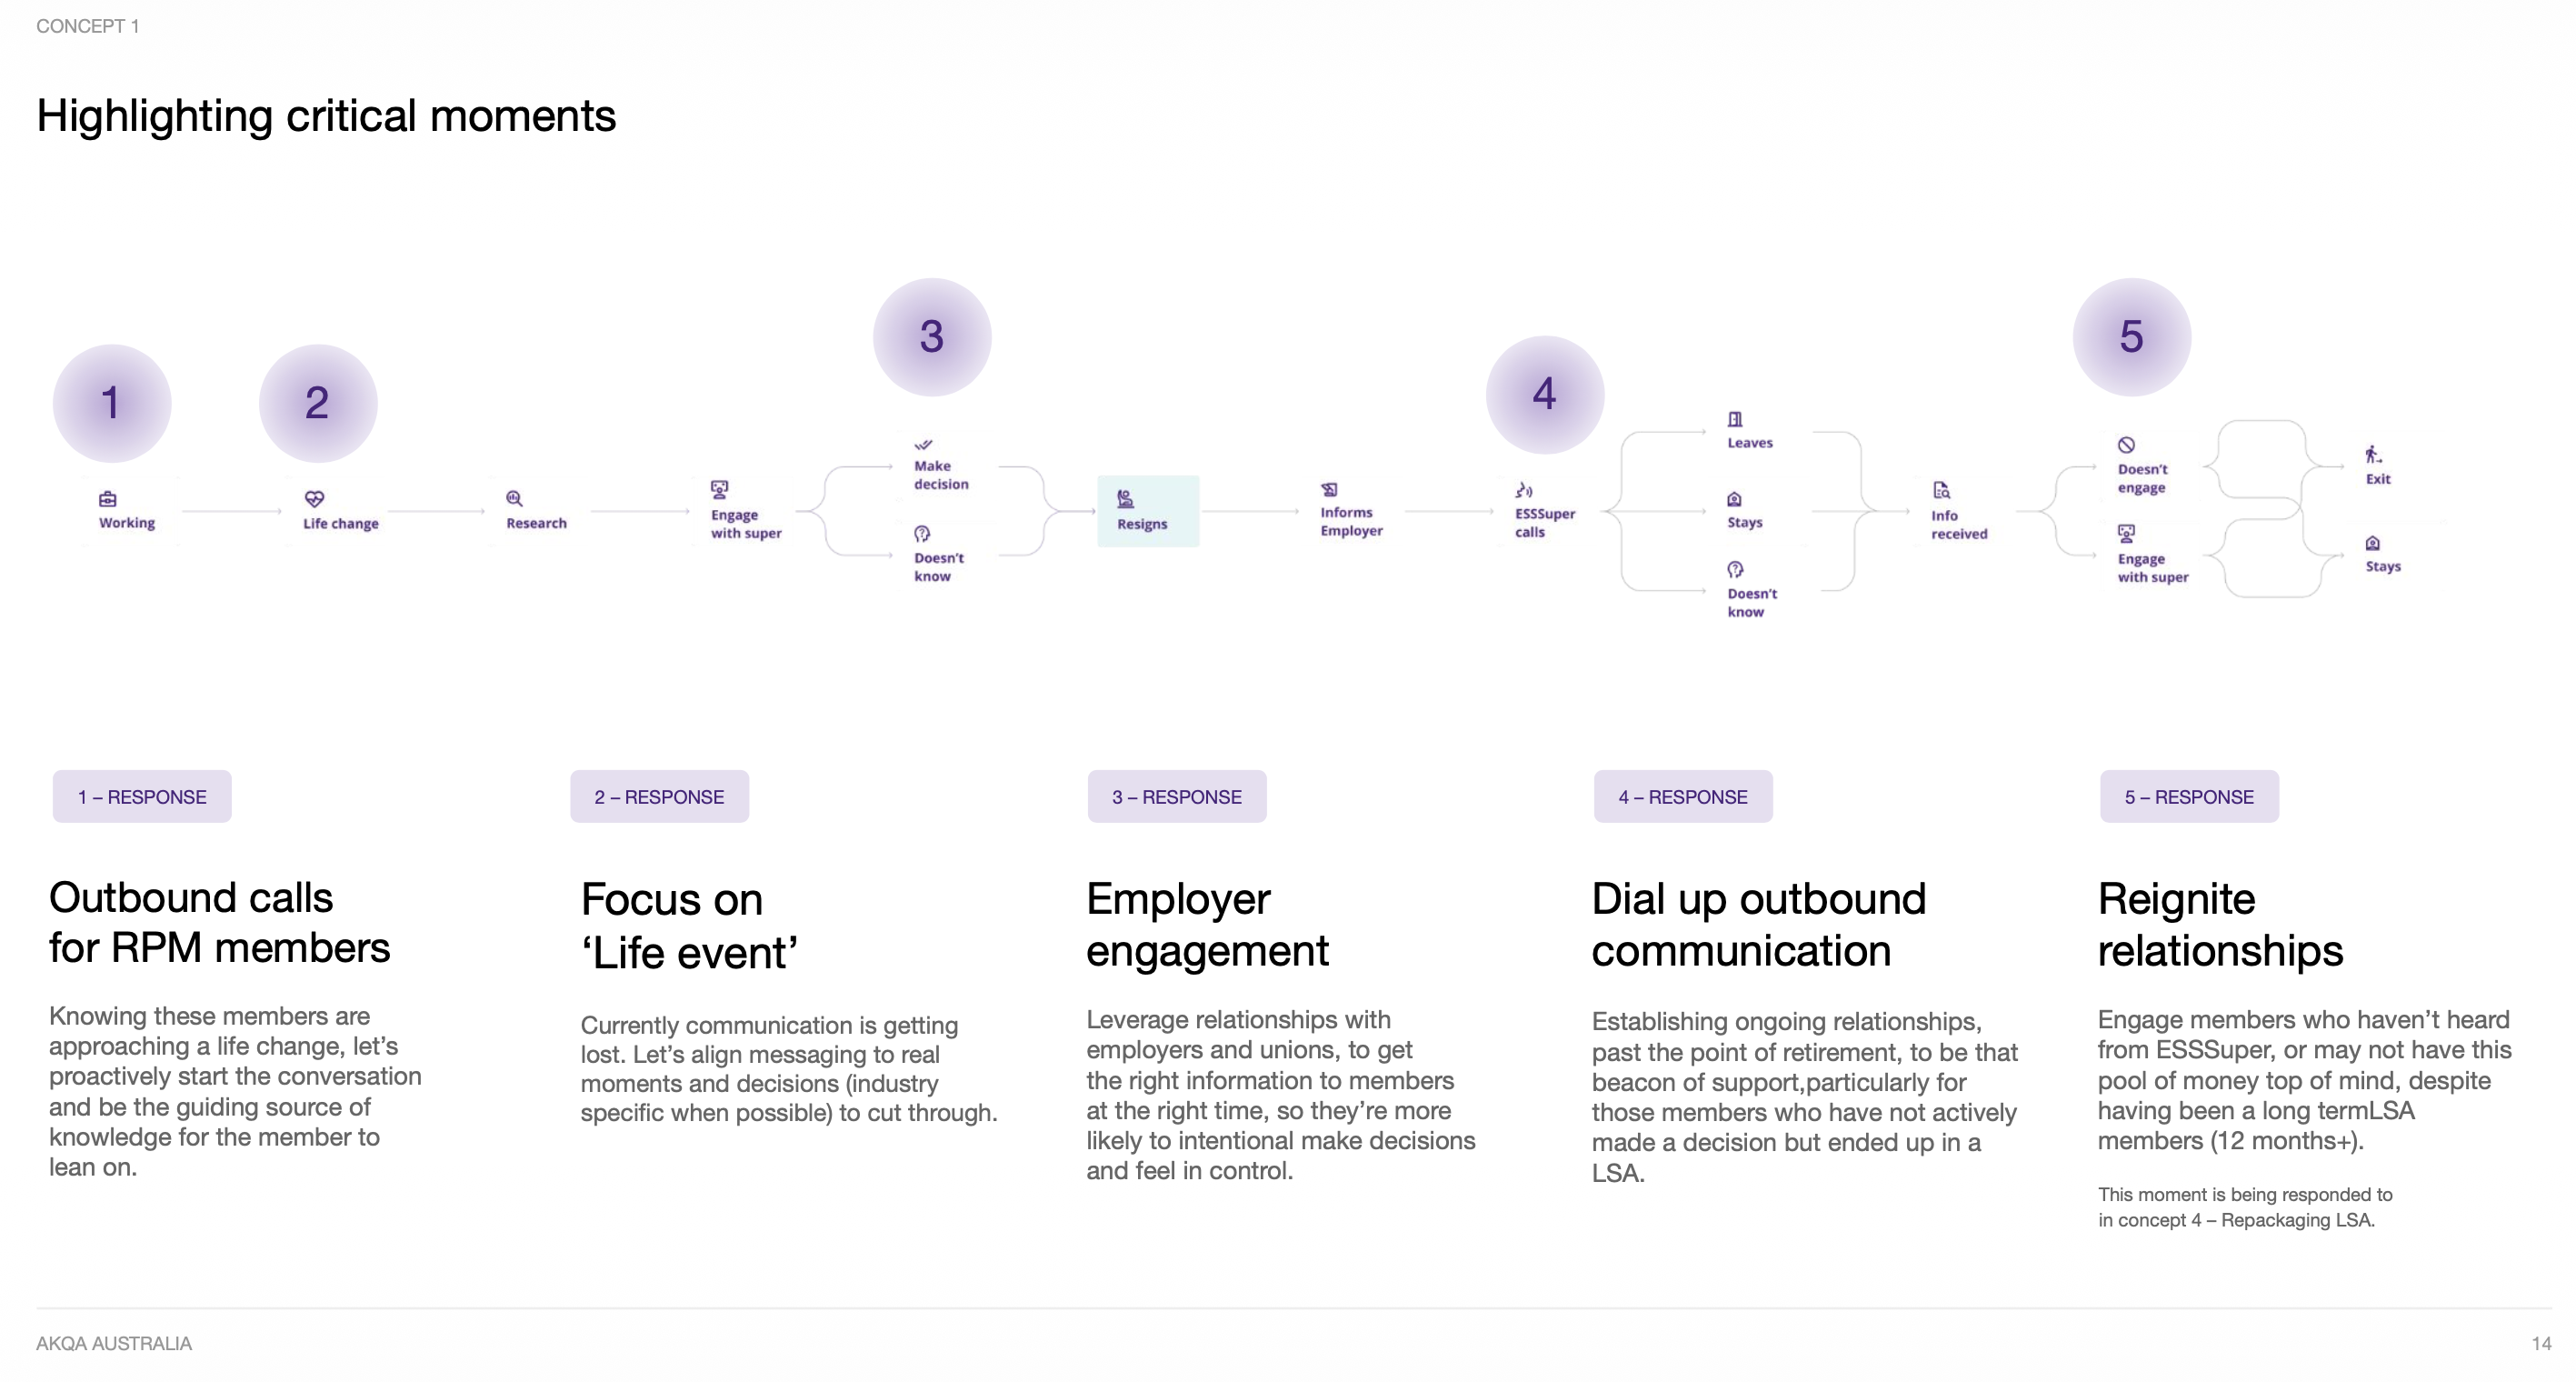 CONCEPT 1
Highlighting critical moments
1
2
3
4
5
Working
Life change
Research
Engage
with super
Make
decision
Doesn't
know
Resigns
Informs
Employer
ESSSuper
calls
Leaves
Stays
Doesn't
know
Info
received
Doesn't
engage
Engage
with super
Exit
Stays
1 – RESPONSE
Outbound calls
for RPM members
Knowing these members are
approaching a life change, let's
proactively start the conversation
and be the guiding source of
knowledge for the member to
lean on.
2 – RESPONSE
Focus on
‘Life event’
Currently communication is getting
lost. Let's align messaging to real
moments and decisions (industry
specific when possible) to cut through.
3 – RESPONSE
Employer
engagement
Leverage relationships with
employers and unions, to get
the right information to members
at the right time, so they're more
likely to intentional make decisions
and feel in control.
4 – RESPONSE
Dial up outbound
communication
Establishing ongoing relationships,
past the point of retirement, to be that
beacon of support,particularly for
those members who have not actively
made a decision but ended up in a
LSA.
5 – RESPONSE
Reignite
relationships
Engage members who haven't heard
from ESSSuper, or may not have this
pool of money top of mind, despite
having been a long termLSA
members (12 months+).
This moment is being responded to
in concept 4 – Repackaging LSA.
AKQA AUSTRALIA
14